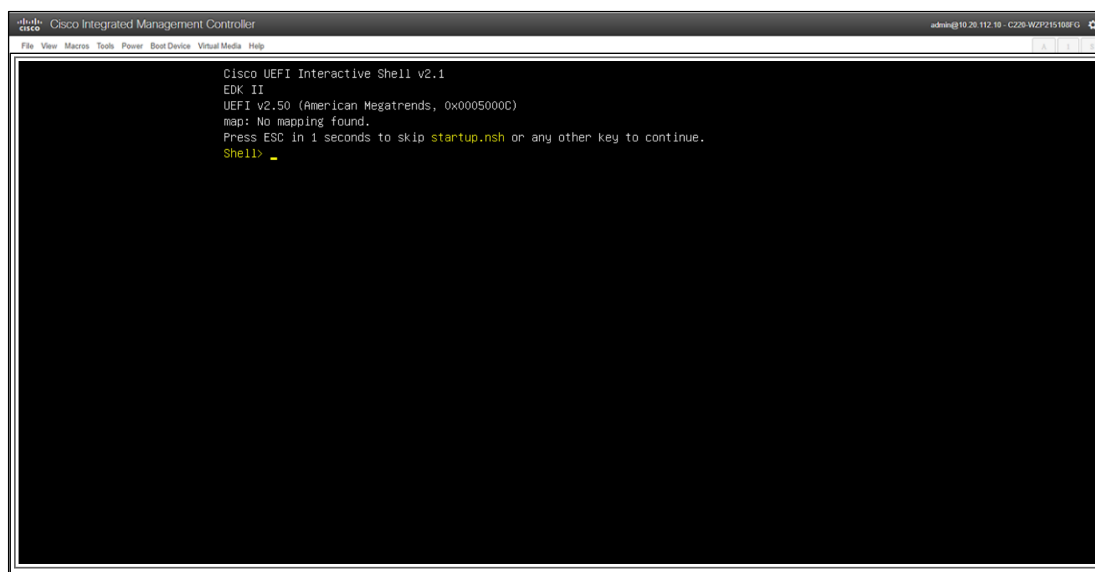 cisco Cisco Integrated Management Controller admin@10.20.112.10 - C220-WZP215108FG
File View Macros Tools Power Boot Device Virtual Media Help
Cisco UEFI Interactive Shell v2.1
EDK II
UEFI v2.50 (American Megatrends, 0x0005000C)
map: No mapping found.
Press ESC in 1 seconds to skip startup.nsh or any other key to continue.
Shell> _